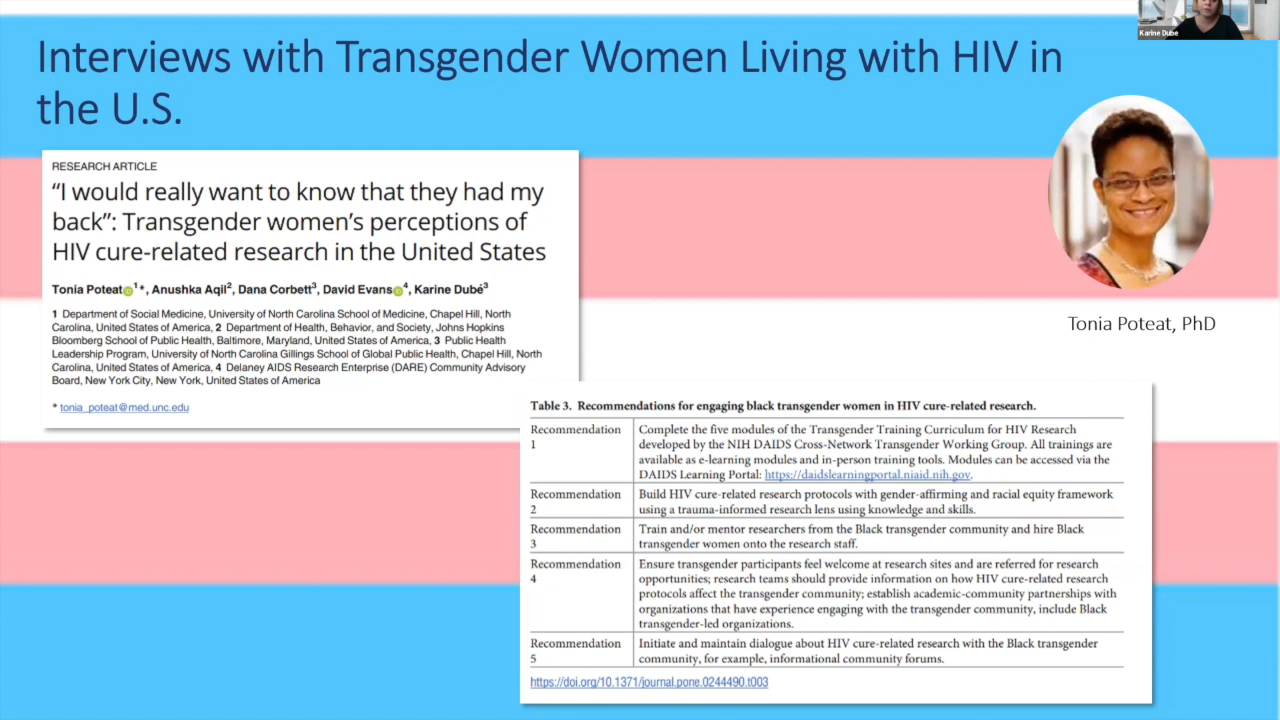 Karine Dubé
Interviews with Transgender Women Living with HIV in
the U.S.
RESEARCH ARTICLE
“I would really want to know that they had my
back”: Transgender women’s perceptions of
HIV cure-related research in the United States
Tonia Poteat 1*, Anushka Aqil2, Dana Corbett3, David Evans 4, Karine Dubé3
1 Department of Social Medicine, University of North Carolina School of Medicine, Chapel Hill, North
Carolina, United States of America, 2 Department of Health, Behavior, and Society, Johns Hopkins
Bloomberg School of Public Health, Baltimore, Maryland, United States of America, 3 Public Health
Leadership Program, University of North Carolina Gillings School of Global Public Health, Chapel Hill, North
Carolina, United States of America, 4 Delaney AIDS Research Enterprise (DARE) Community Advisory
Board, New York City, New York, United States of America
* tonia_poteat@med.unc.edu
Tonia Poteat, PhD
Table 3. Recommendations for engaging black transgender women in HIV cure-related research.
Recommendation
1
Complete the five modules of the Transgender Training Curriculum for HIV Research
developed by the NIH DAIDS Cross-Network Transgender Working Group. All trainings are
available as e-learning modules and in-person training tools. Modules can be accessed via the
DAIDS Learning Portal: https://daidslearningportal.niaid.nih.gov.
Recommendation
2
Build HIV cure-related research protocols with gender-affirming and racial equity framework
using a trauma-informed research lens using knowledge and skills.
Recommendation
3
Train and/or mentor researchers from the Black transgender community and hire Black
transgender women onto the research staff.
Recommendation
4
Ensure transgender participants feel welcome at research sites and are referred for research
opportunities; research teams should provide information on how HIV cure-related research
protocols affect the transgender community; establish academic-community partnerships with
organizations that have experience engaging with the transgender community, include Black
transgender-led organizations.
Recommendation
5
Initiate and maintain dialogue about HIV cure-related research with the Black transgender
community, for example, informational community forums.
https://doi.org/10.1371/journal.pone.0244490.t003